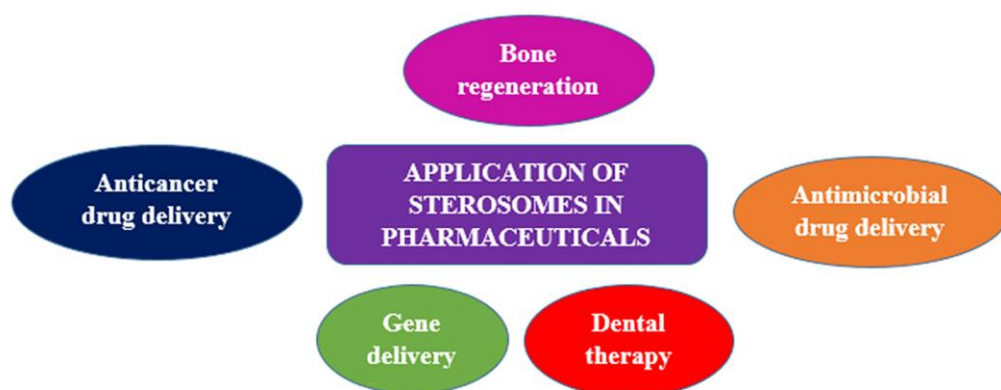 Bone
regeneration
Anticancer
drug delivery
APPLICATION OF
STEROSOMES IN
PHARMACEUTICALS
Antimicrobial
drug delivery
Gene
delivery
Dental
therapy